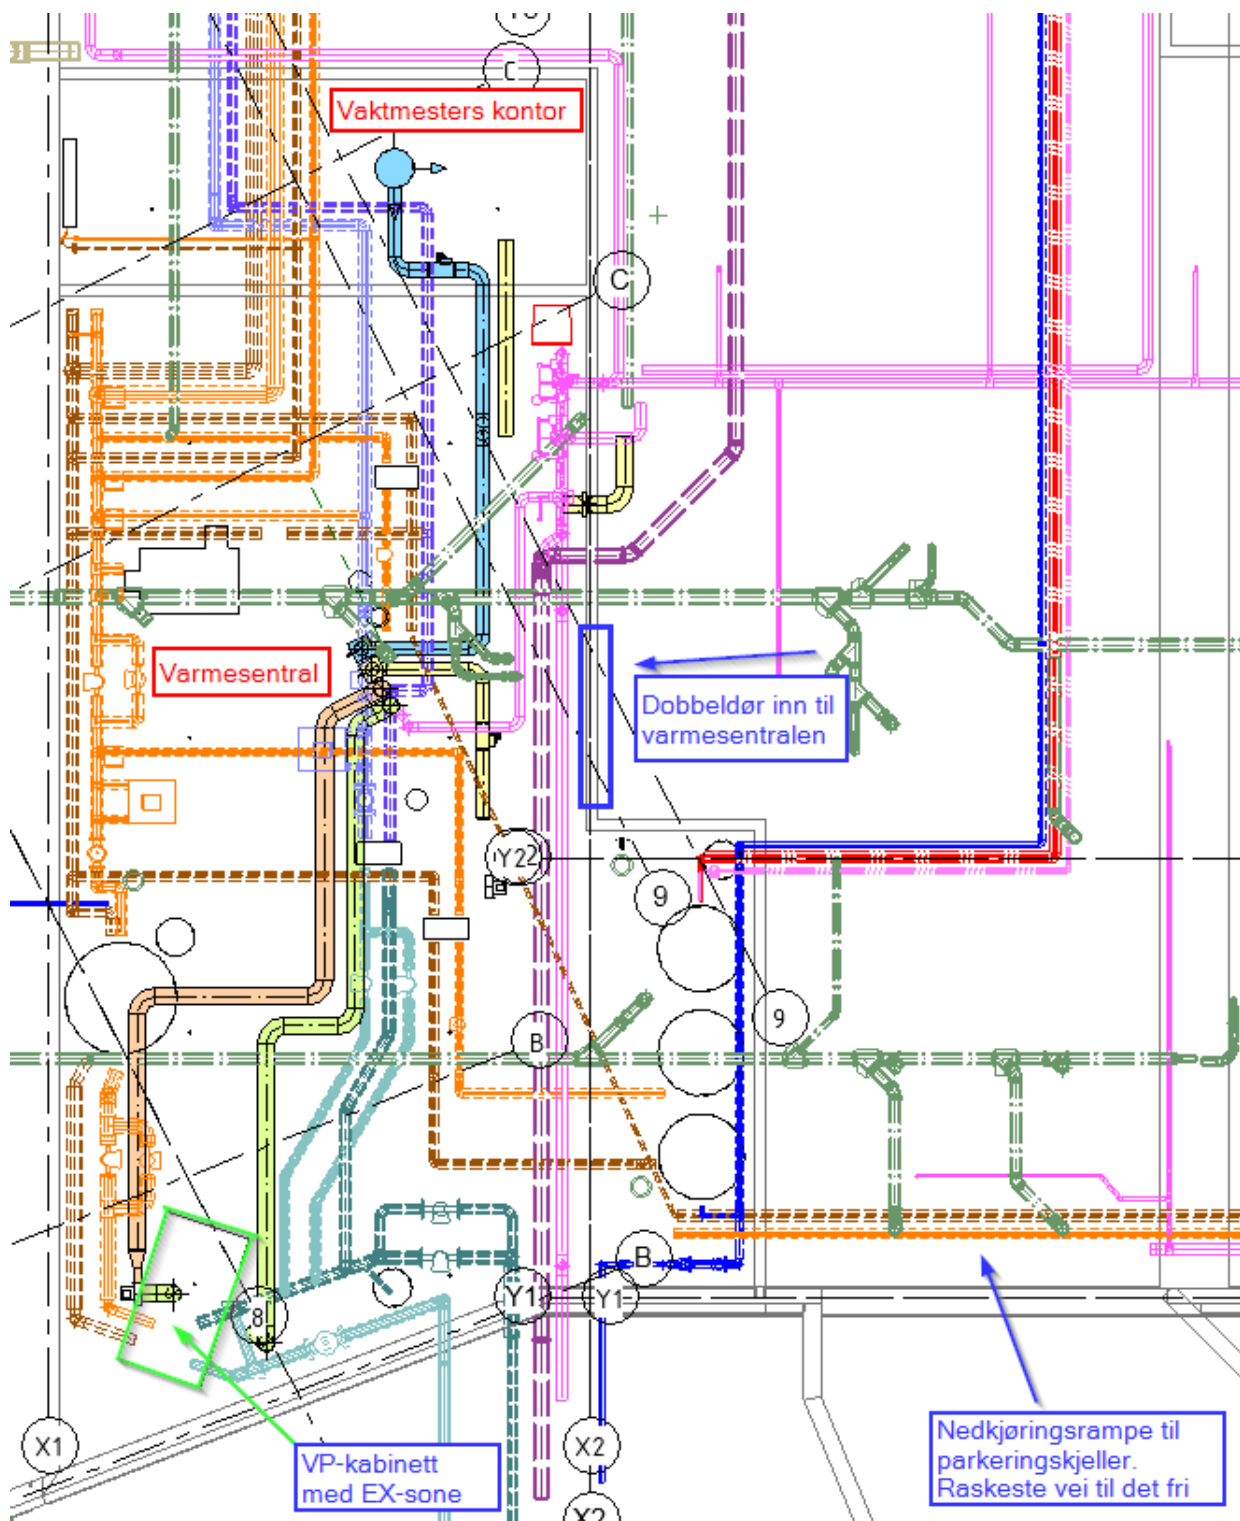 C
Vaktmesters kontor
C
Varmesentral
Dobbeldør inn til
varmesentralen
Y2
9
9
B
B
8
Y1
Y1
X1
X2
VP-kabinett
med EX-sone
Nedkjøringsrampe til
parkeringskjeller.
Raskeste vei til det fri
X2